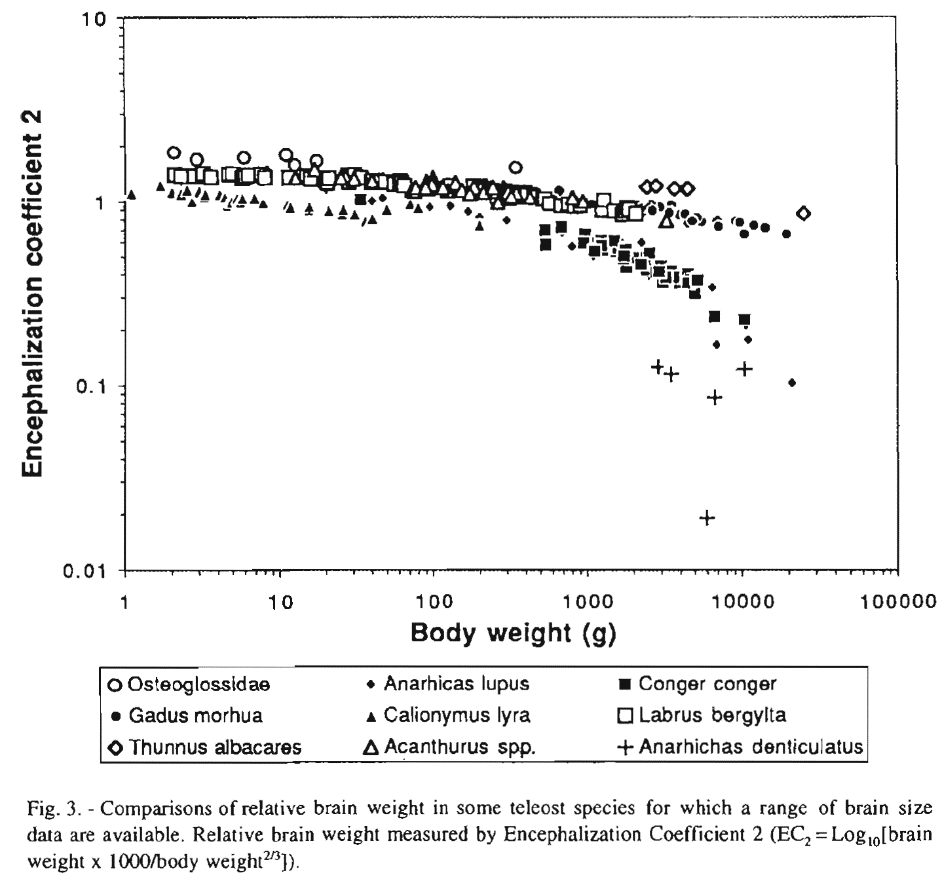 10
1
0.1
0.01
Encephalization coefficient 2
1 10 100 1000 10000 100000
Body weight (g)
Osteoglossidae Anarhicas lupus Conger conger
Gadus morhua Calionymus lyra Labrus bergylta
Thunnus albacares Acanthurus spp. Anarhichas denticulatus
Fig. 3. - Comparisons of relative brain weight in some teleost species for which a range of brain size
data are available. Relative brain weight measured by Encephalization Coefficient 2 (EC₂ = Log₁₀[brain
weight x 1000/body weight²ᐟ³]).